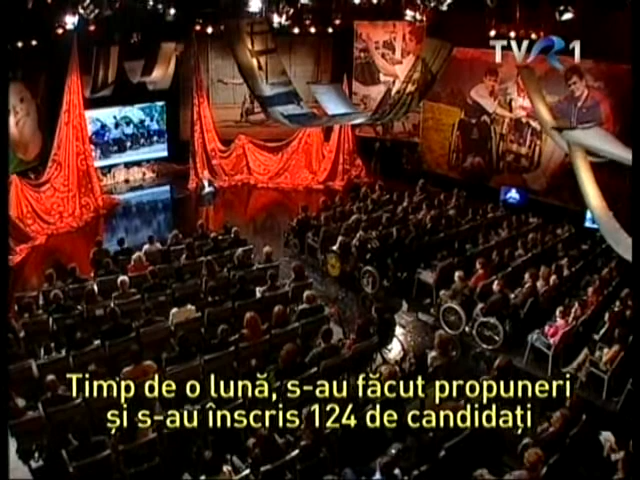 TVR1
Timp de o lună, s-au făcut propuneri
și s-au înscris 124 de candidați